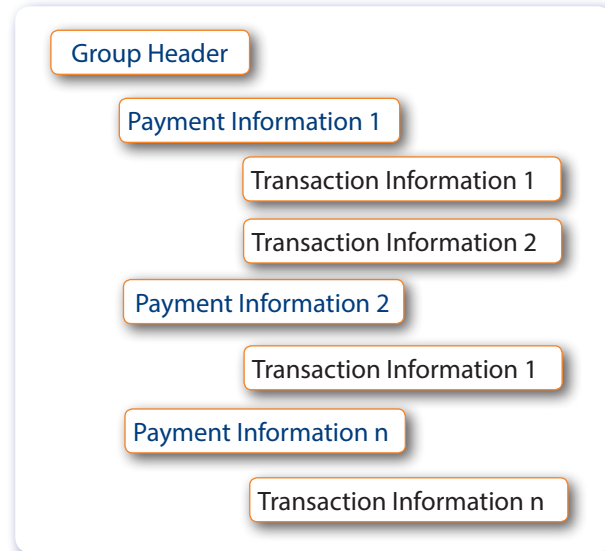 Group Header
Payment Information 1
Transaction Information 1
Transaction Information 2
Payment Information 2
Transaction Information 1
Payment Information n
Transaction Information n